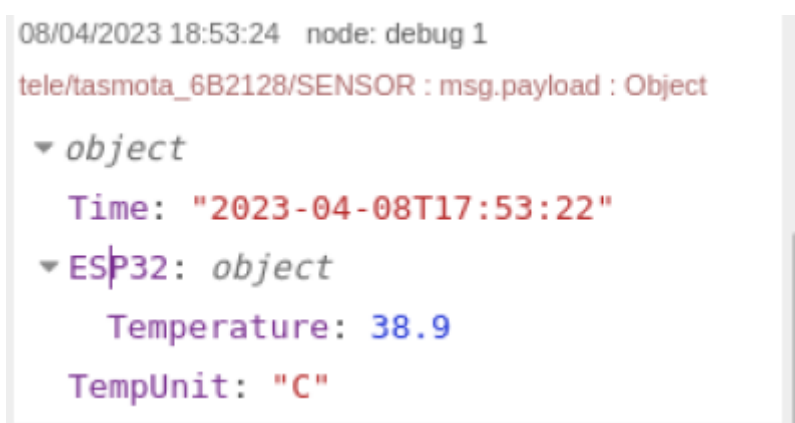 08/04/2023 18:53:24 node: debug 1
tele/tasmota_6B2128/SENSOR : msg.payload : Object
object
Time: "2023-04-08T17:53:22"
ESP32: object
Temperature: 38.9
TempUnit: "C"